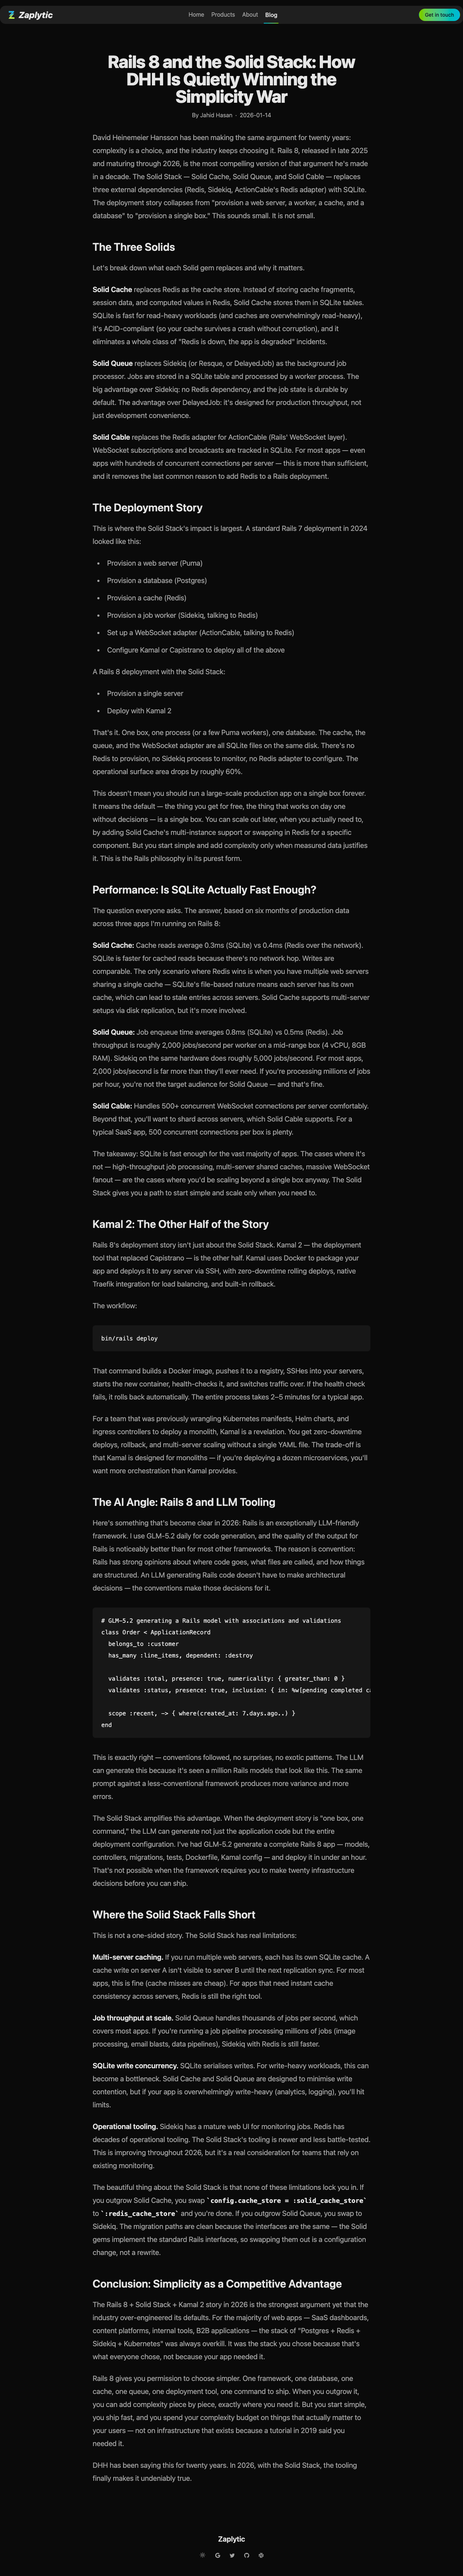 Zaplytic
Home Products About Blog
Get in touch
Rails 8 and the Solid Stack: How
DHH Is Quietly Winning the
Simplicity War
By Jahid Hasan · 2026-01-14
David Heinemeier Hansson has been making the same argument for twenty years:
complexity is a choice, and the industry keeps choosing it. Rails 8, released in late 2025
and maturing through 2026, is the most compelling version of that argument he's made
in a decade. The Solid Stack — Solid Cache, Solid Queue, and Solid Cable — replaces
three external dependencies (Redis, Sidekiq, ActionCable's Redis adapter) with SQLite.
The deployment story collapses from "provision a web server, a worker, a cache, and a
database" to "provision a single box." This sounds small. It is not small.
The Three Solids
Let's break down what each Solid gem replaces and why it matters.
Solid Cache replaces Redis as the cache store. Instead of storing cache fragments,
session data, and computed values in Redis, Solid Cache stores them in SQLite tables.
SQLite is fast for read-heavy workloads (and caches are overwhelmingly read-heavy),
it's ACID-compliant (so your cache survives a crash without corruption), and it
eliminates a whole class of "Redis is down, the app is degraded" incidents.
Solid Queue replaces Sidekiq (or Resque, or DelayedJob) as the background job
processor. Jobs are stored in a SQLite table and processed by a worker process. The
big advantage over Sidekiq: no Redis dependency, and the job state is durable by
default. The advantage over DelayedJob: it's designed for production throughput, not
just development convenience.
Solid Cable replaces the Redis adapter for ActionCable (Rails' WebSocket layer).
WebSocket subscriptions and broadcasts are tracked in SQLite. For most apps — even
apps with hundreds of concurrent connections per server — this is more than sufficient,
and it removes the last common reason to add Redis to a Rails deployment.
The Deployment Story
This is where the Solid Stack's impact is largest. A standard Rails 7 deployment in 2024
looked like this:
• Provision a web server (Puma)
• Provision a database (Postgres)
• Provision a cache (Redis)
• Provision a job worker (Sidekiq, talking to Redis)
• Set up a WebSocket adapter (ActionCable, talking to Redis)
• Configure Kamal or Capistrano to deploy all of the above
A Rails 8 deployment with the Solid Stack:
• Provision a single server
• Deploy with Kamal 2
That's it. One box, one process (or a few Puma workers), one database. The cache, the
queue, and the WebSocket adapter are all SQLite files on the same disk. There's no
Redis to provision, no Sidekiq process to monitor, no Redis adapter to configure. The
operational surface area drops by roughly 60%.
This doesn't mean you should run a large-scale production app on a single box forever.
It means the default — the thing you get for free, the thing that works on day one
without decisions — is a single box. You can scale out later, when you actually need to,
by adding Solid Cache's multi-instance support or swapping in Redis for a specific
component. But you start simple and add complexity only when measured data justifies
it. This is the Rails philosophy in its purest form.
Performance: Is SQLite Actually Fast Enough?
The question everyone asks. The answer, based on six months of production data
across three apps I'm running on Rails 8:
Solid Cache: Cache reads average 0.3ms (SQLite) vs 0.4ms (Redis over the network).
SQLite is faster for cached reads because there's no network hop. Writes are
comparable. The only scenario where Redis wins is when you have multiple web servers
sharing a single cache — SQLite's file-based nature means each server has its own
cache, which can lead to stale entries across servers. Solid Cache supports multi-server
setups via disk replication, but it's more involved.
Solid Queue: Job enqueue time averages 0.8ms (SQLite) vs 0.5ms (Redis). Job
throughput is roughly 2,000 jobs/second per worker on a mid-range box (4 vCPU, 8GB
RAM). Sidekiq on the same hardware does roughly 5,000 jobs/second. For most apps,
2,000 jobs/second is far more than they'll ever need. If you're processing millions of jobs
per hour, you're not the target audience for Solid Queue — and that's fine.
Solid Cable: Handles 500+ concurrent WebSocket connections per server comfortably.
Beyond that, you'll want to shard across servers, which Solid Cable supports. For a
typical SaaS app, 500 concurrent connections per box is plenty.
The takeaway: SQLite is fast enough for the vast majority of apps. The cases where it's
not — high-throughput job processing, multi-server shared caches, massive WebSocket
fanout — are the cases where you'd be scaling beyond a single box anyway. The Solid
Stack gives you a path to start simple and scale only when you need to.
Kamal 2: The Other Half of the Story
Rails 8's deployment story isn't just about the Solid Stack. Kamal 2 — the deployment
tool that replaced Capistrano — is the other half. Kamal uses Docker to package your
app and deploys it to any server via SSH, with zero-downtime rolling deploys, native
Traefik integration for load balancing, and built-in rollback.
The workflow:
bin/rails deploy
That command builds a Docker image, pushes it to a registry, SSHes into your servers,
starts the new container, health-checks it, and switches traffic over. If the health check
fails, it rolls back automatically. The entire process takes 2–5 minutes for a typical app.
For a team that was previously wrangling Kubernetes manifests, Helm charts, and
ingress controllers to deploy a monolith, Kamal is a revelation. You get zero-downtime
deploys, rollback, and multi-server scaling without a single YAML file. The trade-off is
that Kamal is designed for monoliths — if you're deploying a dozen microservices, you'll
want more orchestration than Kamal provides.
The AI Angle: Rails 8 and LLM Tooling
Here's something that's become clear in 2026: Rails is an exceptionally LLM-friendly
framework. I use GLM-5.2 daily for code generation, and the quality of the output for
Rails is noticeably better than for most other frameworks. The reason is convention:
Rails has strong opinions about where code goes, what files are called, and how things
are structured. An LLM generating Rails code doesn't have to make architectural
decisions — the conventions make those decisions for it.
# GLM-5.2 generating a Rails model with associations and validations
class Order < ApplicationRecord
belongs_to :customer
has_many :line_items, dependent: :destroy
validates :total, presence: true, numericality: { greater_than: 0 }
validates :status, presence: true, inclusion: { in: %w[pending completed ca
scope :recent, -> { where(created_at: 7.days.ago..) }
end
This is exactly right — conventions followed, no surprises, no exotic patterns. The LLM
can generate this because it's seen a million Rails models that look like this. The same
prompt against a less-conventional framework produces more variance and more
errors.
The Solid Stack amplifies this advantage. When the deployment story is "one box, one
command," the LLM can generate not just the application code but the entire
deployment configuration. I've had GLM-5.2 generate a complete Rails 8 app — models,
controllers, migrations, tests, Dockerfile, Kamal config — and deploy it in under an hour.
That's not possible when the framework requires you to make twenty infrastructure
decisions before you can ship.
Where the Solid Stack Falls Short
This is not a one-sided story. The Solid Stack has real limitations:
Multi-server caching. If you run multiple web servers, each has its own SQLite cache. A
cache write on server A isn't visible to server B until the next replication sync. For most
apps, this is fine (cache misses are cheap). For apps that need instant cache
consistency across servers, Redis is still the right tool.
Job throughput at scale. Solid Queue handles thousands of jobs per second, which
covers most apps. If you're running a job pipeline processing millions of jobs (image
processing, email blasts, data pipelines), Sidekiq with Redis is still faster.
SQLite write concurrency. SQLite serialises writes. For write-heavy workloads, this can
become a bottleneck. Solid Cache and Solid Queue are designed to minimise write
contention, but if your app is overwhelmingly write-heavy (analytics, logging), you'll hit
limits.
Operational tooling. Sidekiq has a mature web UI for monitoring jobs. Redis has
decades of operational tooling. The Solid Stack's tooling is newer and less battle-tested.
This is improving throughout 2026, but it's a real consideration for teams that rely on
existing monitoring.
The beautiful thing about the Solid Stack is that none of these limitations lock you in. If
you outgrow Solid Cache, you swap `config.cache_store = :solid_cache_store`
to `:redis_cache_store` and you're done. If you outgrow Solid Queue, you swap to
Sidekiq. The migration paths are clean because the interfaces are the same — the Solid
gems implement the standard Rails interfaces, so swapping them out is a configuration
change, not a rewrite.
Conclusion: Simplicity as a Competitive Advantage
The Rails 8 + Solid Stack + Kamal 2 story in 2026 is the strongest argument yet that the
industry over-engineered its defaults. For the majority of web apps — SaaS dashboards,
content platforms, internal tools, B2B applications — the stack of "Postgres + Redis +
Sidekiq + Kubernetes" was always overkill. It was the stack you chose because that's
what everyone chose, not because your app needed it.
Rails 8 gives you permission to choose simpler. One framework, one database, one
cache, one queue, one deployment tool, one command to ship. When you outgrow it,
you can add complexity piece by piece, exactly where you need it. But you start simple,
you ship fast, and you spend your complexity budget on things that actually matter to
your users — not on infrastructure that exists because a tutorial in 2019 said you
needed it.
DHH has been saying this for twenty years. In 2026, with the Solid Stack, the tooling
finally makes it undeniably true.
Zaplytic